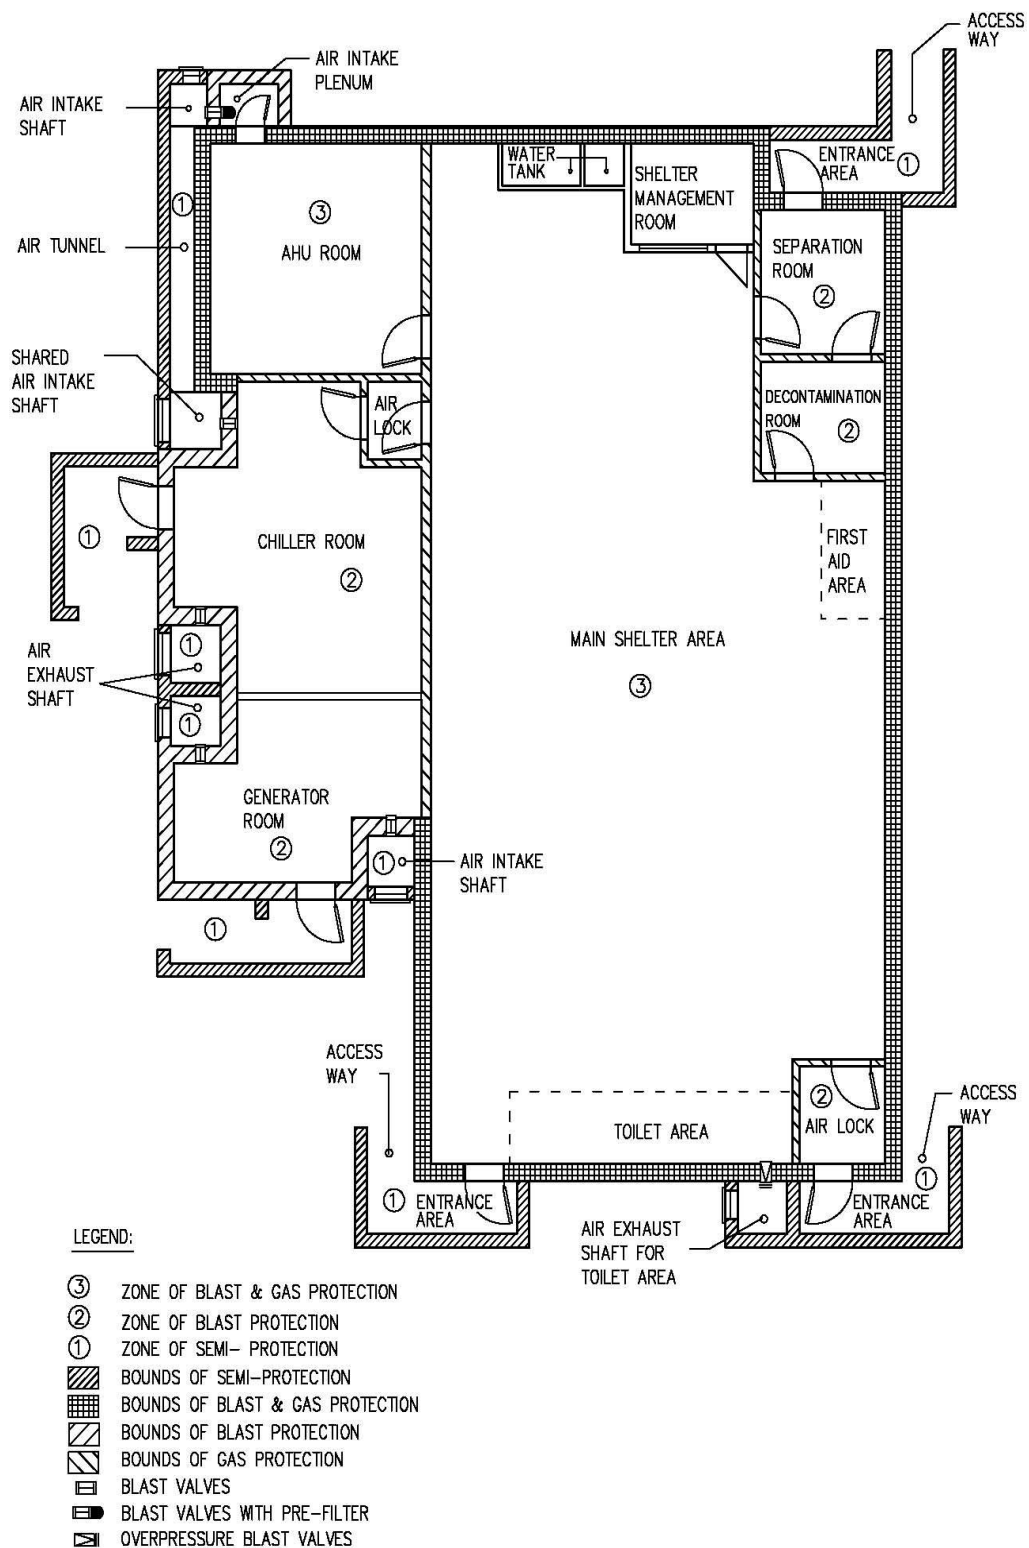 ACCESS
WAY
AIR INTAKE
PLENUM
AIR INTAKE
SHAFT
ENTRANCE
AREA
1
WATER
TANK
SHELTER
MANAGEMENT
ROOM
1
3
AHU ROOM
AIR TUNNEL
SEPARATION
ROOM
2
SHARED
AIR INTAKE
SHAFT
AIR
LOCK
DECONTAMINATION
ROOM
2
1
CHILLER ROOM
2
FIRST
AID
AREA
AIR
EXHAUST
SHAFT
1
1
MAIN SHELTER AREA
3
GENERATOR
ROOM
2
1
AIR INTAKE
SHAFT
1
ACCESS
WAY
2
AIR LOCK
ACCESS
WAY
TOILET AREA
1
ENTRANCE
AREA
1
ENTRANCE
AREA
AIR EXHAUST
SHAFT FOR
TOILET AREA
LEGEND:
3 ZONE OF BLAST & GAS PROTECTION
2 ZONE OF BLAST PROTECTION
1 ZONE OF SEMI- PROTECTION
BOUNDS OF SEMI-PROTECTION
BOUNDS OF BLAST & GAS PROTECTION
BOUNDS OF BLAST PROTECTION
BOUNDS OF GAS PROTECTION
BLAST VALVES
BLAST VALVES WITH PRE-FILTER
OVERPRESSURE BLAST VALVES